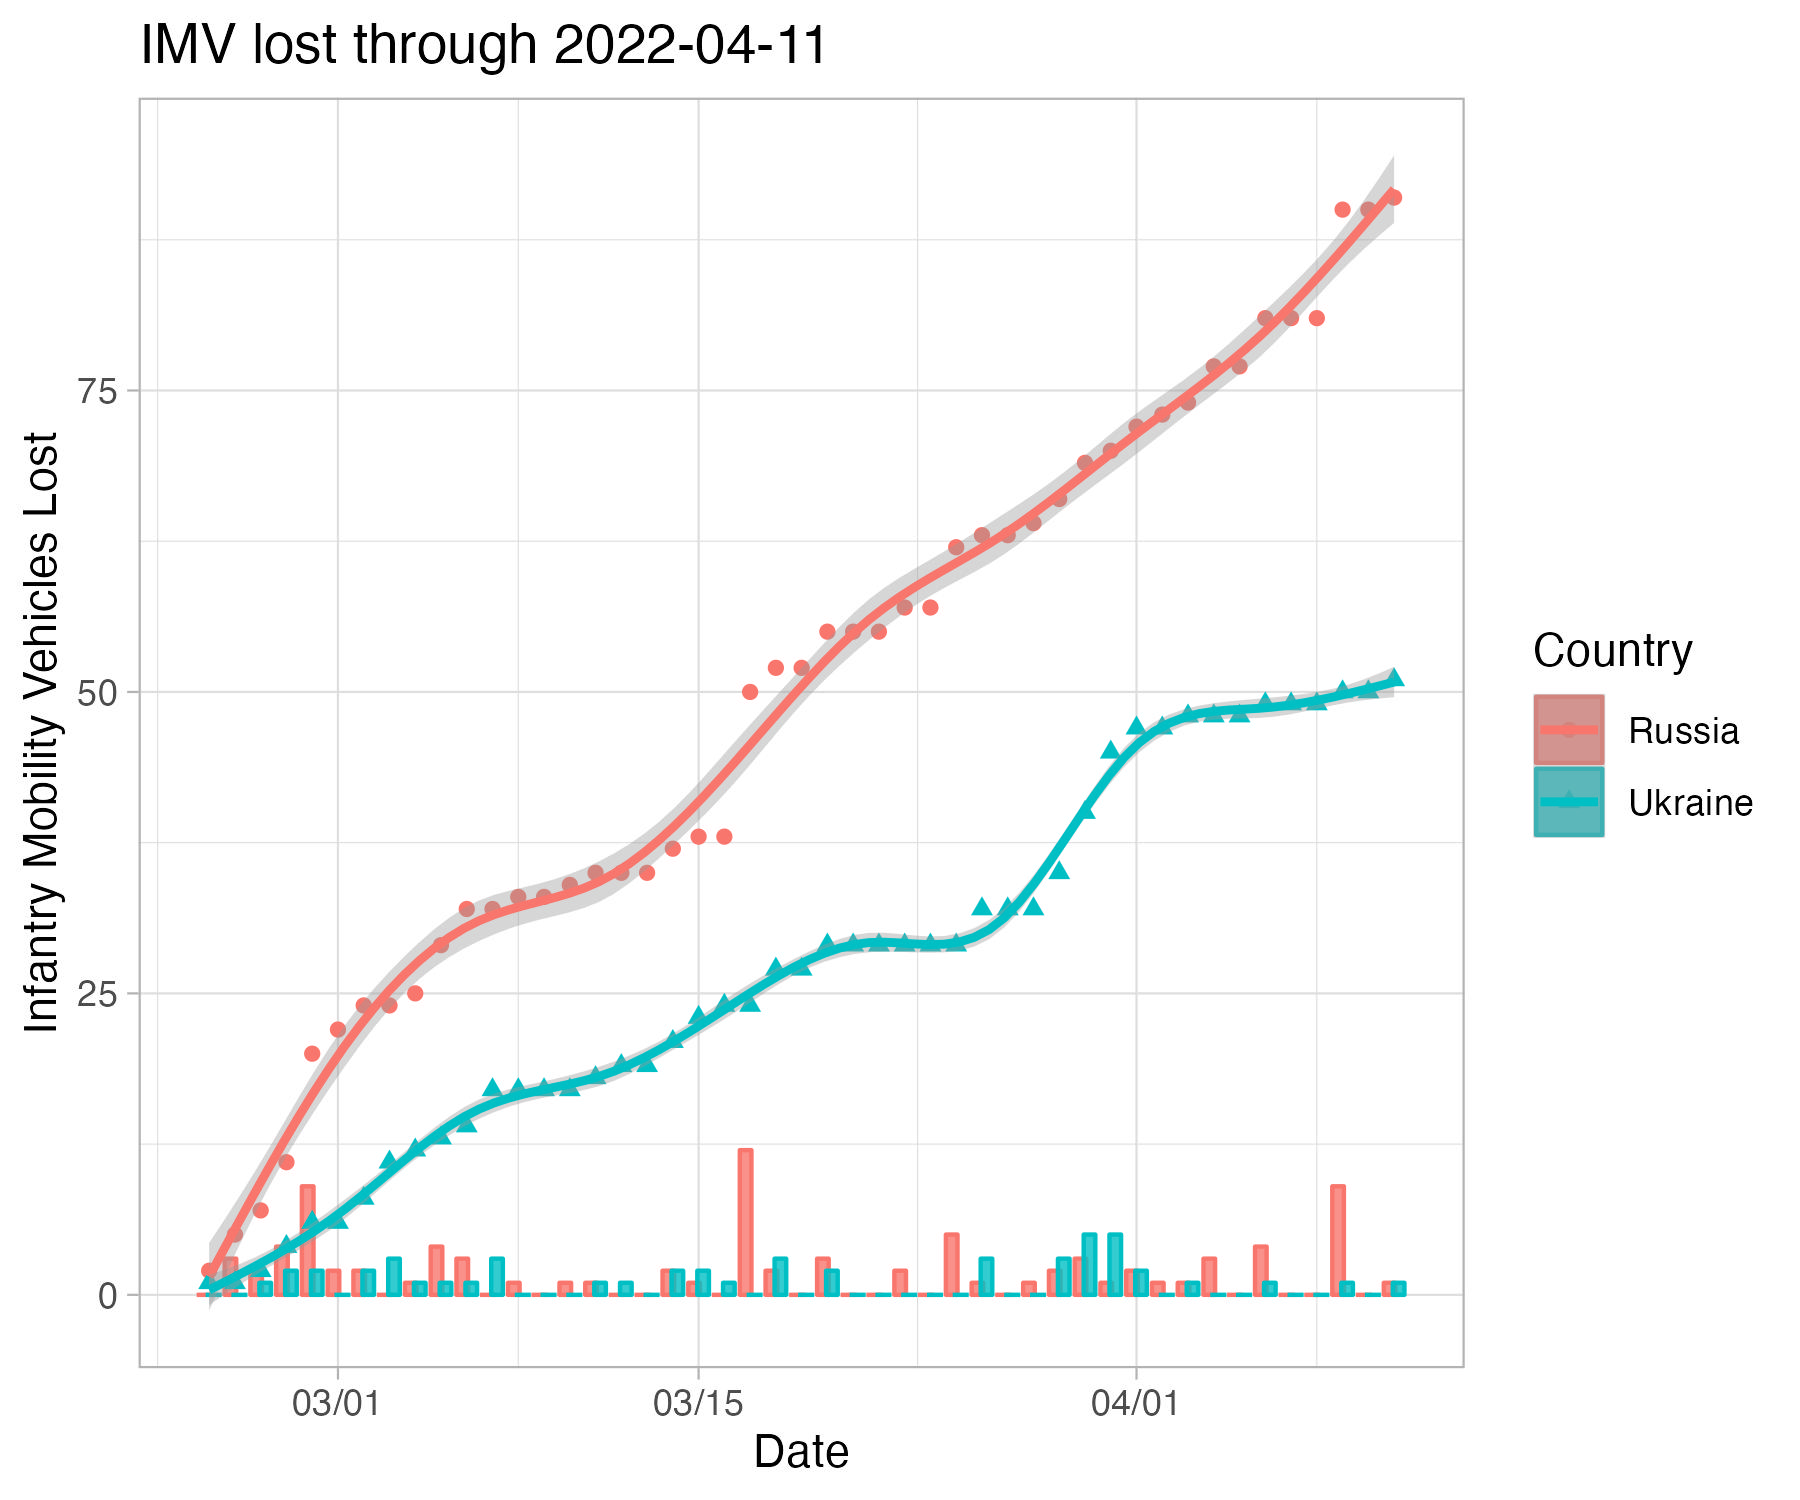 IMV lost through 2022-04-11
Infantry Mobility Vehicles Lost
75
50
25
0
03/01
03/15
04/01
Date
Country
Russia
Ukraine